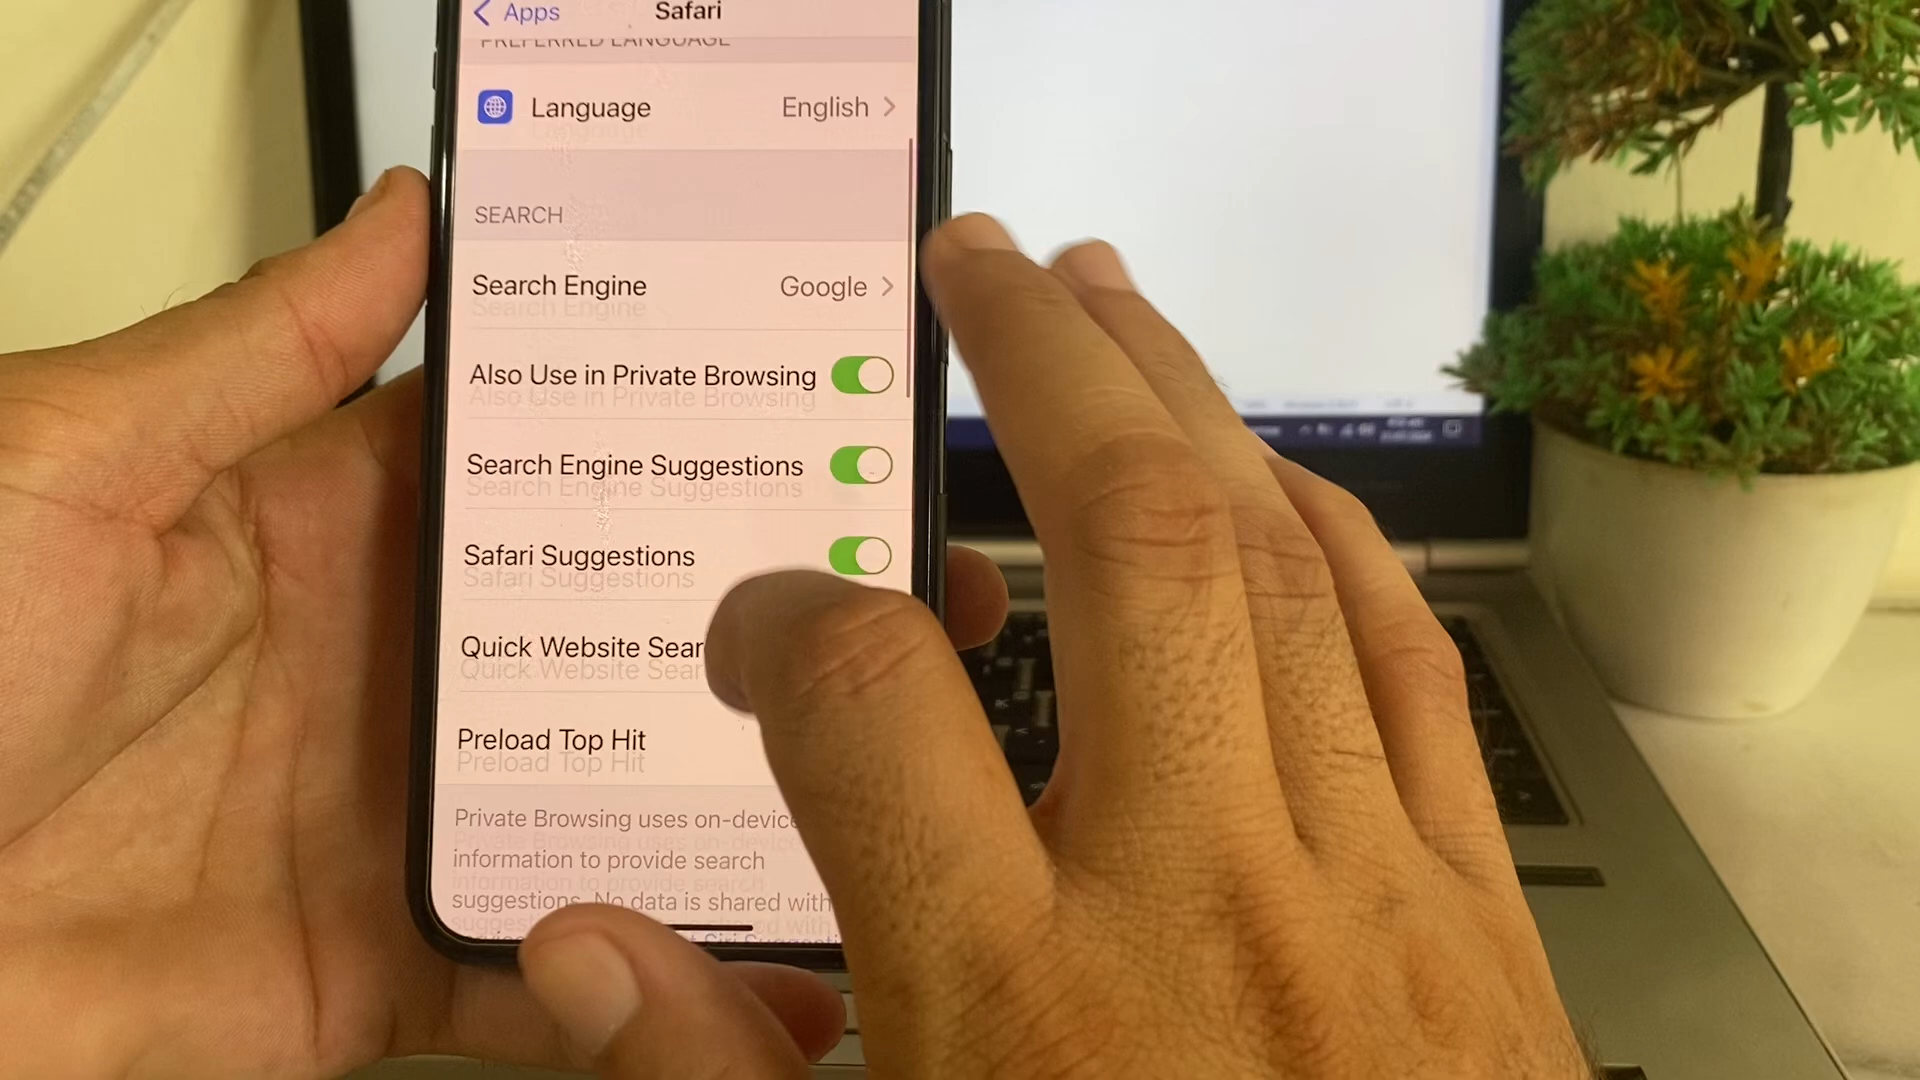 Apps
Safari
PREFERRED LANGUAGE
Language
English
SEARCH
Search Engine
Google
Also Use in Private Browsing
Search Engine Suggestions
Safari Suggestions
Quick Website Sear
Preload Top Hit
Private Browsing uses on-device
information to provide search
suggestions. No data is shared with